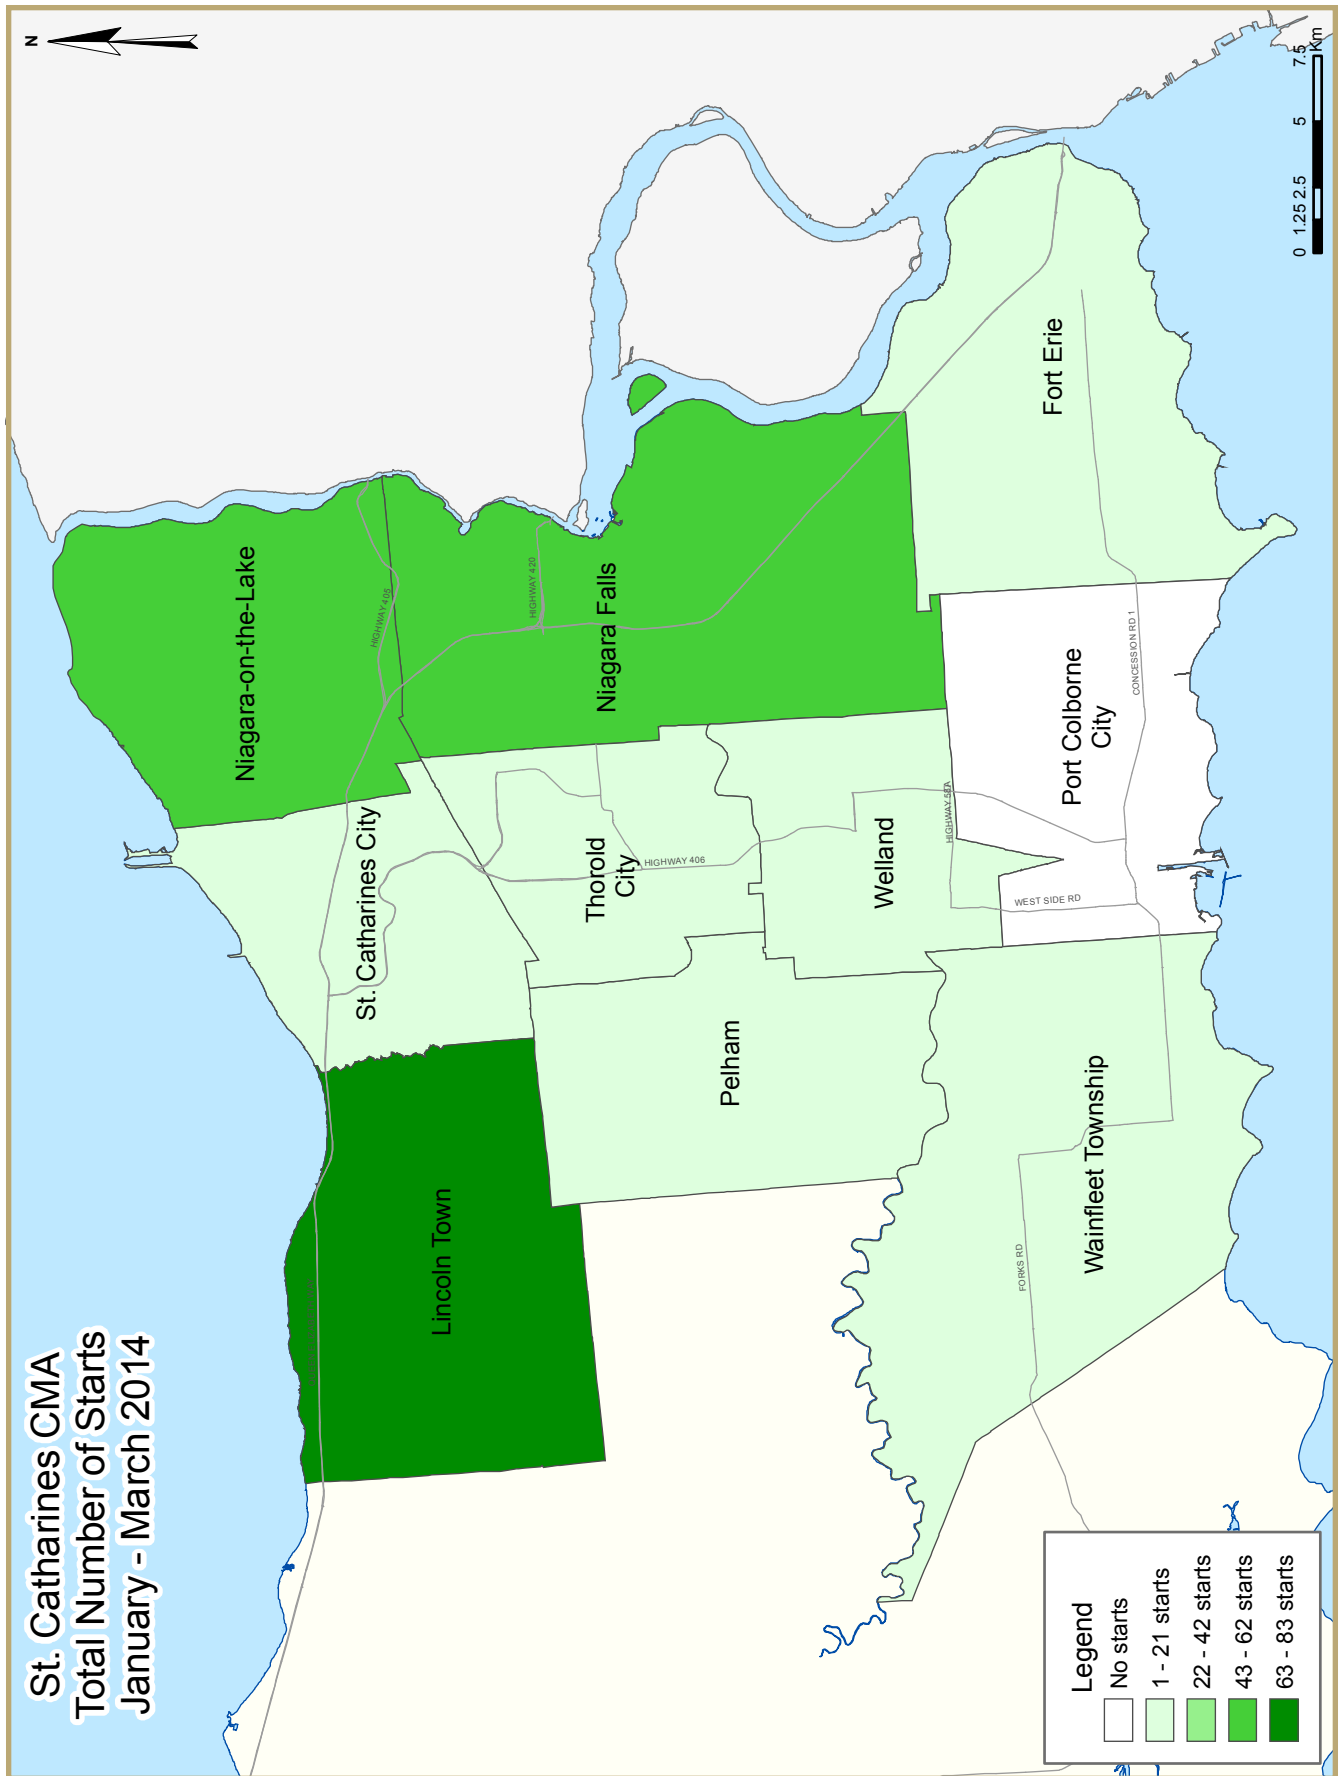 St. Catharines CMA
Total Number of Starts
January - March 2014
N
Niagara-on-the-Lake
HIGHWAY 405
St. Catharines City
Lincoln Town
HIGHWAY 420
Niagara Falls
Thorold
City
HIGHWAY 406
Pelham
Welland
HIGHWAY 58A
Fort Erie
Port Colborne
City
CONCESSION RD 1
WEST SIDE RD
Wainfleet Township
FORKS RD
Legend
No starts
1 - 21 starts
22 - 42 starts
43 - 62 starts
63 - 83 starts
0 1.25 2.5 5 7.5
Km